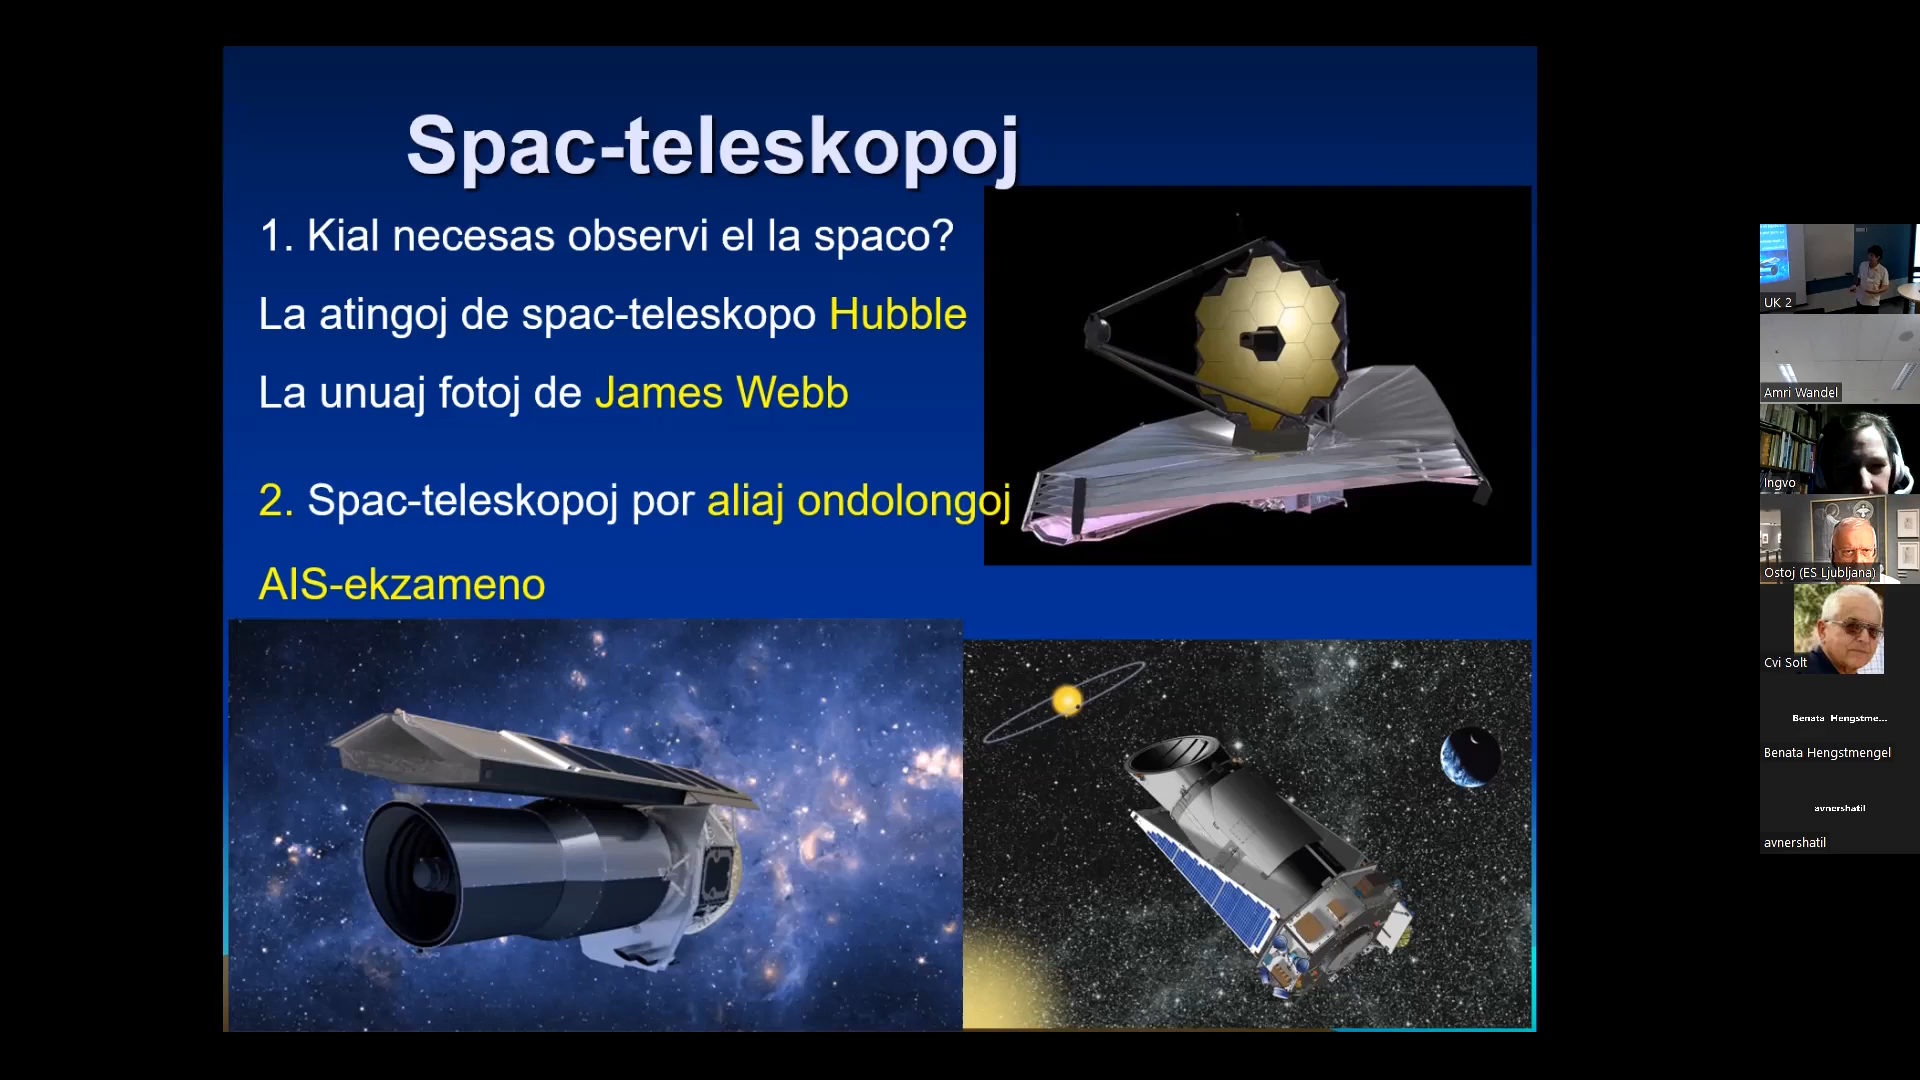 Spac-teleskopoj
1. Kial necesas observi el la spaco?
La atingoj de spac-teleskopo Hubble
La unuaj fotoj de James Webb
2. Spac-teleskopoj por aliaj ondolongoj
AIS-ekzameno
UK 2
Amri Wandel
Ingvo
Ostoj (ES Ljubljana)
Cvi Solt
Benata Hengstme...
Benata Hengstmengel
avnershatil
avnershatil